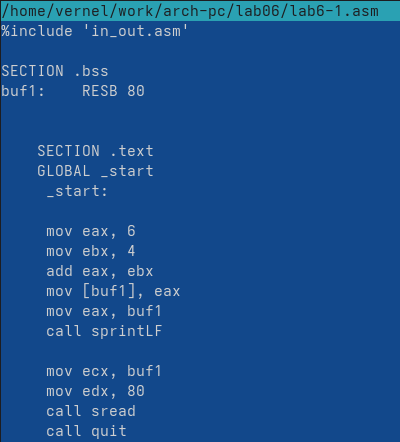 /home/vernel/work/arch-pc/lab06/lab6-1.asm
%include 'in_out.asm'
SECTION .bss
buf1:    RESB 80
SECTION .text
GLOBAL _start
_start:
mov eax, 6
mov ebx, 4
add eax, ebx
mov [buf1], eax
mov eax, buf1
call sprintLF
mov ecx, buf1
mov edx, 80
call sread
call quit